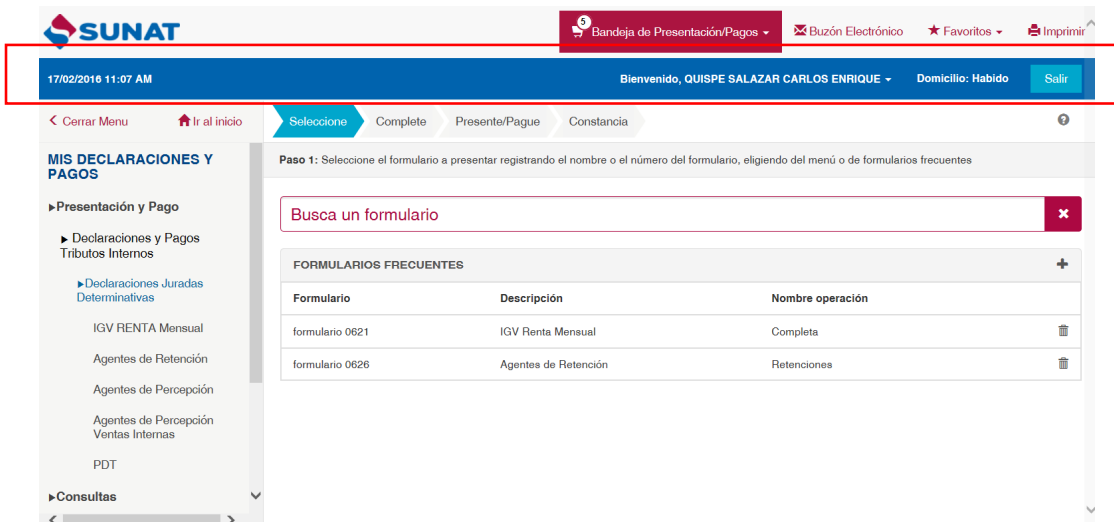 SUNAT
5
Bandeja de Presentación/Pagos
Buzón Electrónico
Favoritos
Imprimir
17/02/2016 11:07 AM
Bienvenido, QUISPE SALAZAR CARLOS ENRIQUE
Domicilio: Habido
Salir
Cerrar Menu
Ir al inicio
Seleccione
Complete
Presente/Pague
Constancia
MIS DECLARACIONES Y
PAGOS
Presentación y Pago
Declaraciones y Pagos
Tributos Internos
Declaraciones Juradas
Determinativas
IGV RENTA Mensual
Agentes de Retención
Agentes de Percepción
Agentes de Percepción
Ventas Internas
PDT
Consultas
Paso 1: Seleccione el formulario a presentar registrando el nombre o el número del formulario, eligiendo del menú o de formularios frecuentes
Busca un formulario
FORMULARIOS FRECUENTES
Formulario Descripción Nombre operación
formulario 0621 IGV Renta Mensual Completa
formulario 0626 Agentes de Retención Retenciones